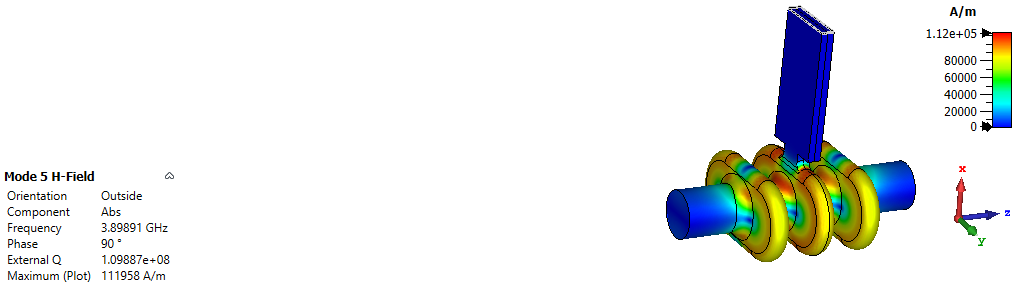 A/m
1.12e+05
80000
60000
40000
20000
0
Mode 5 H-Field
Orientation Outside
Component Abs
Frequency 3.89891 GHz
Phase 90 °
External Q 1.09887e+08
Maximum (Plot) 111958 A/m
x
z
y